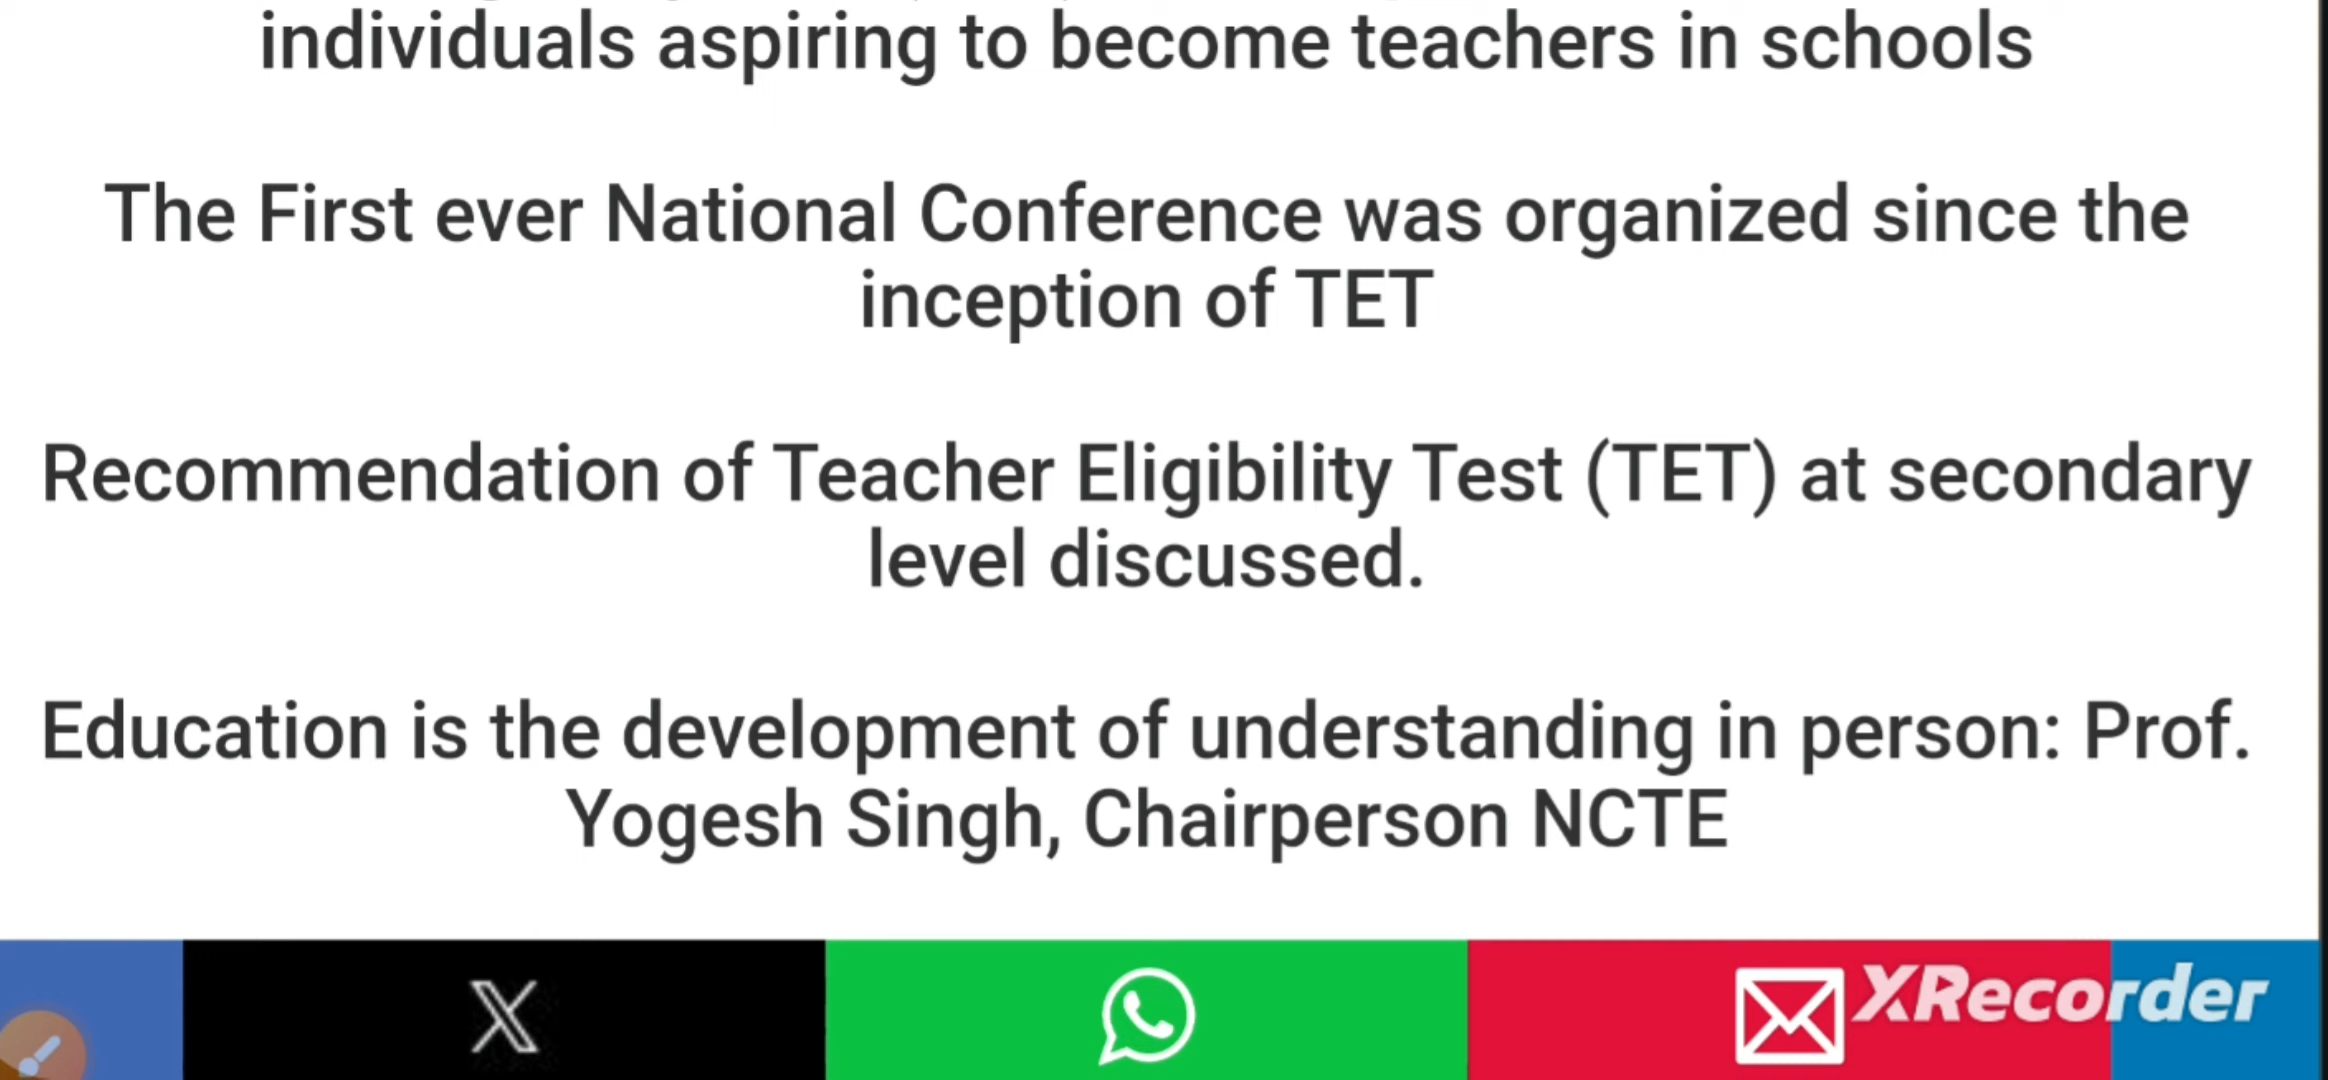 individuals aspiring to become teachers in schools
The First ever National Conference was organized since the
inception of TET
Recommendation of Teacher Eligibility Test (TET) at secondary
level discussed.
Education is the development of understanding in person: Prof.
Yogesh Singh, Chairperson NCTE
XRecorder